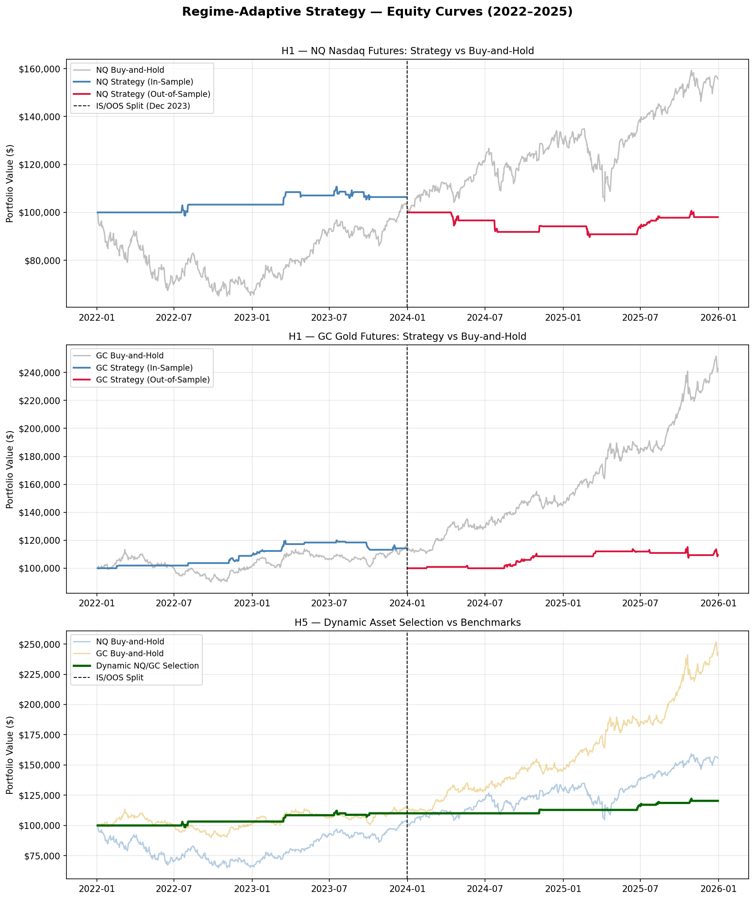 Regime-Adaptive Strategy — Equity Curves (2022–2025)
H1 — NQ Nasdaq Futures: Strategy vs Buy-and-Hold
NQ Buy-and-Hold
NQ Strategy (In-Sample)
NQ Strategy (Out-of-Sample)
IS/OOS Split (Dec 2023)
Portfolio Value ($)
$160,000
$140,000
$120,000
$100,000
$80,000
2022-01 2022-07 2023-01 2023-07 2024-01 2024-07 2025-01 2025-07 2026-01
H1 — GC Gold Futures: Strategy vs Buy-and-Hold
GC Buy-and-Hold
GC Strategy (In-Sample)
GC Strategy (Out-of-Sample)
Portfolio Value ($)
$240,000
$220,000
$200,000
$180,000
$160,000
$140,000
$120,000
$100,000
2022-01 2022-07 2023-01 2023-07 2024-01 2024-07 2025-01 2025-07 2026-01
H5 — Dynamic Asset Selection vs Benchmarks
NQ Buy-and-Hold
GC Buy-and-Hold
Dynamic NQ/GC Selection
IS/OOS Split
Portfolio Value ($)
$250,000
$225,000
$200,000
$175,000
$150,000
$125,000
$100,000
$75,000
2022-01 2022-07 2023-01 2023-07 2024-01 2024-07 2025-01 2025-07 2026-01